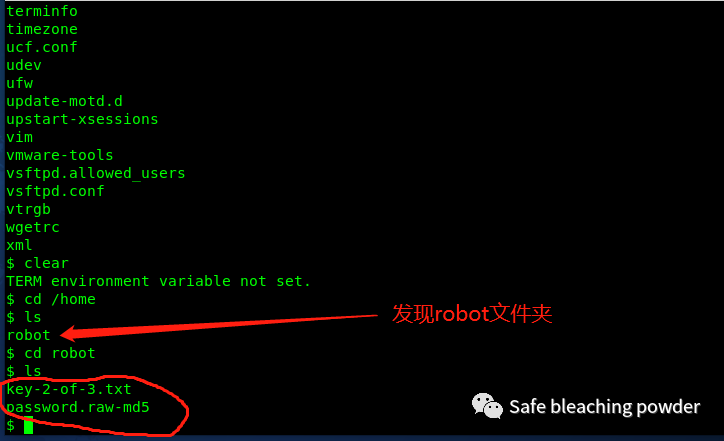 terminfo
timezone
ucf.conf
udev
ufw
update-motd.d
upstart-xsessions
vim
vmware-tools
vsftpd.allowed_users
vsftpd.conf
vtrgb
wgetrc
xml
$ clear
TERM environment variable not set.
$ cd /home
$ ls
robot
发现robot文件夹
$ cd robot
$ ls
key-2-of-3.txt
password.raw-md5
Safe bleaching powder
$